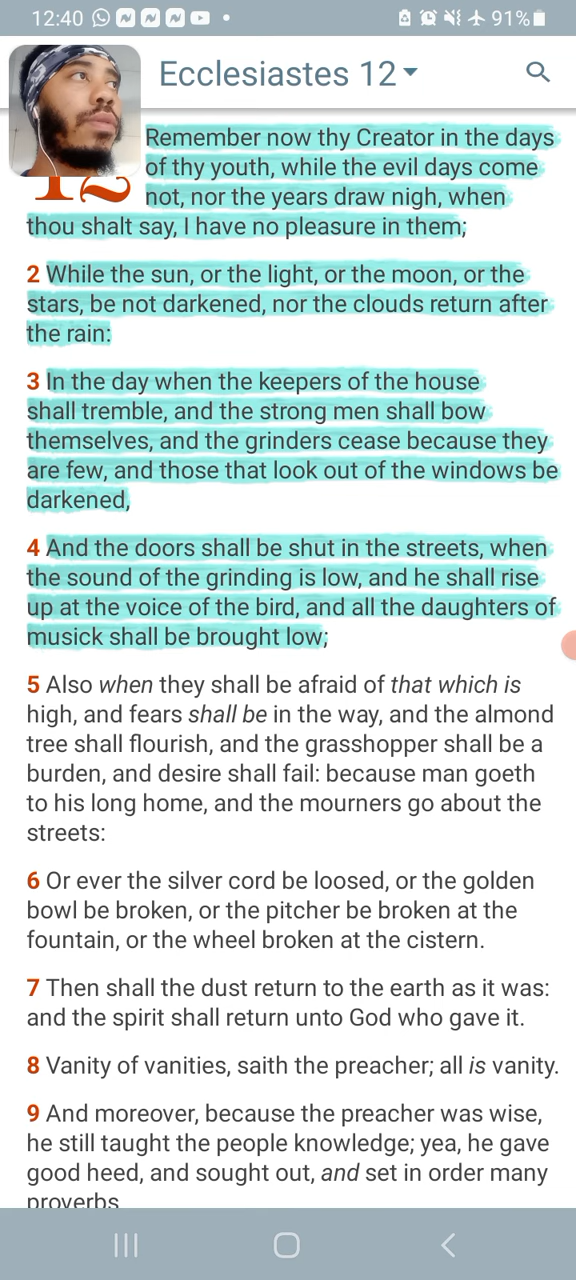 12:40
91%
Ecclesiastes 12
12 Remember now thy Creator in the days
of thy youth, while the evil days come
not, nor the years draw nigh, when
thou shalt say, I have no pleasure in them;
2 While the sun, or the light, or the moon, or the
stars, be not darkened, nor the clouds return after
the rain:
3 In the day when the keepers of the house
shall tremble, and the strong men shall bow
themselves, and the grinders cease because they
are few, and those that look out of the windows be
darkened,
4 And the doors shall be shut in the streets, when
the sound of the grinding is low, and he shall rise
up at the voice of the bird, and all the daughters of
musick shall be brought low;
5 Also when they shall be afraid of that which is
high, and fears shall be in the way, and the almond
tree shall flourish, and the grasshopper shall be a
burden, and desire shall fail: because man goeth
to his long home, and the mourners go about the
streets:
6 Or ever the silver cord be loosed, or the golden
bowl be broken, or the pitcher be broken at the
fountain, or the wheel broken at the cistern.
7 Then shall the dust return to the earth as it was:
and the spirit shall return unto God who gave it.
8 Vanity of vanities, saith the preacher; all is vanity.
9 And moreover, because the preacher was wise,
he still taught the people knowledge; yea, he gave
good heed, and sought out, and set in order many
proverbs